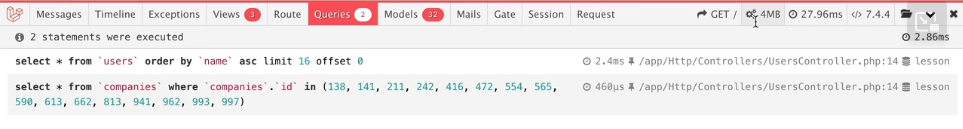 Messages Timeline Exceptions Views 3 Route Queries 2 Models 32 Mails Gate Session Request GET / 4MB 27.96ms </> 7.4.4
2 statements were executed 2.86ms
select * from `users` order by `name` asc limit 16 offset 0 2.4ms /app/Http/Controllers/UsersController.php:14 lesson
select * from `companies` where `companies`.`id` in (138, 141, 211, 242, 416, 472, 554, 565, 460μs /app/Http/Controllers/UsersController.php:14 lesson
590, 613, 662, 813, 941, 962, 993, 997)